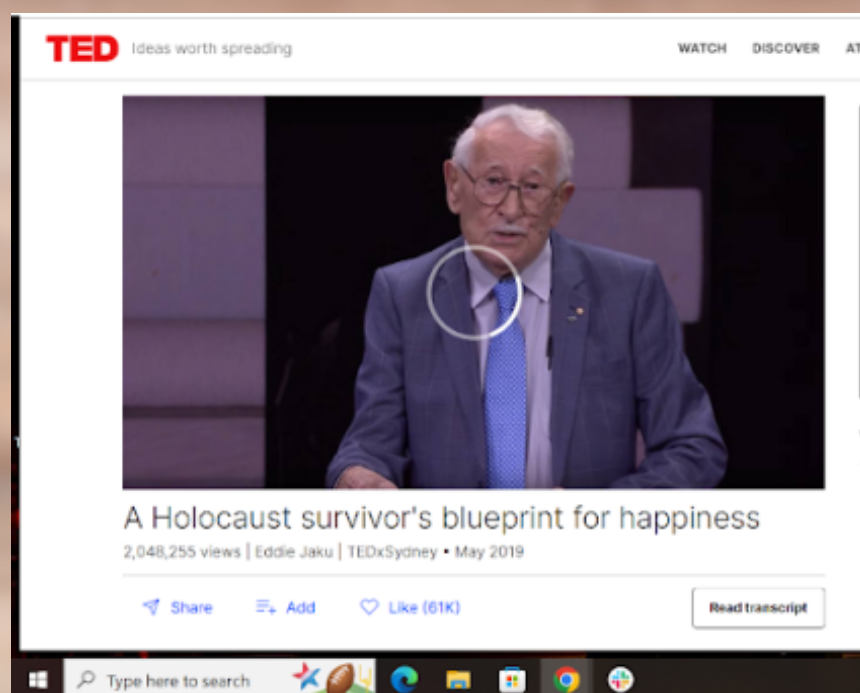 TED Ideas worth spreading WATCH DISCOVER AT
A Holocaust survivor's blueprint for happiness
2,048,255 views | Eddie Jaku | TEDxSydney • May 2019
Share Add Like (61K) Read transcript
Type here to search